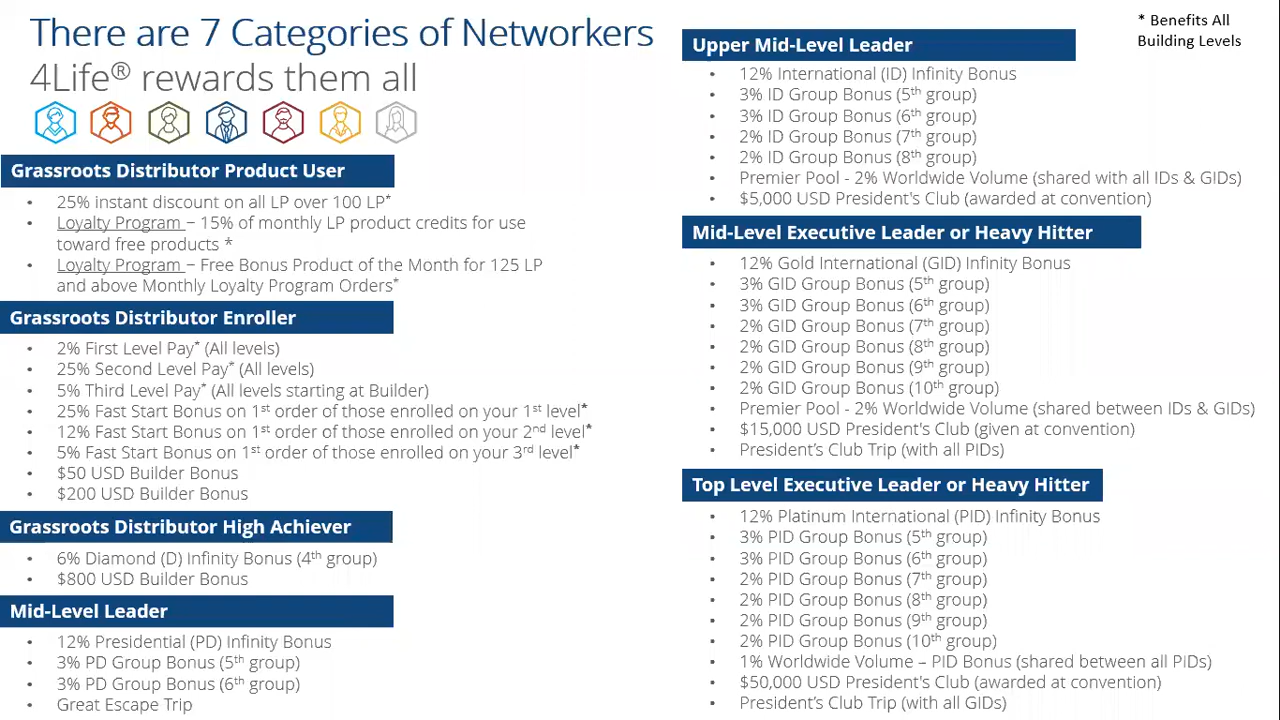 There are 7 Categories of Networkers
4Life® rewards them all
Grassroots Distributor Product User
• 25% instant discount on all LP over 100 LP*
• Loyalty Program – 15% of monthly LP product credits for use
toward free products *
• Loyalty Program – Free Bonus Product of the Month for 125 LP
and above Monthly Loyalty Program Orders*
Grassroots Distributor Enroller
• 2% First Level Pay* (All levels)
• 25% Second Level Pay* (All levels)
• 5% Third Level Pay* (All levels starting at Builder)
• 25% Fast Start Bonus on 1st order of those enrolled on your 1st level*
• 12% Fast Start Bonus on 1st order of those enrolled on your 2nd level*
• 5% Fast Start Bonus on 1st order of those enrolled on your 3rd level*
• $50 USD Builder Bonus
• $200 USD Builder Bonus
Grassroots Distributor High Achiever
• 6% Diamond (D) Infinity Bonus (4th group)
• $800 USD Builder Bonus
Mid-Level Leader
• 12% Presidential (PD) Infinity Bonus
• 3% PD Group Bonus (5th group)
• 3% PD Group Bonus (6th group)
• Great Escape Trip
* Benefits All
Building Levels
Upper Mid-Level Leader
• 12% International (ID) Infinity Bonus
• 3% ID Group Bonus (5th group)
• 3% ID Group Bonus (6th group)
• 2% ID Group Bonus (7th group)
• 2% ID Group Bonus (8th group)
• Premier Pool - 2% Worldwide Volume (shared with all IDs & GIDs)
• $5,000 USD President's Club (awarded at convention)
Mid-Level Executive Leader or Heavy Hitter
• 12% Gold International (GID) Infinity Bonus
• 3% GID Group Bonus (5th group)
• 3% GID Group Bonus (6th group)
• 2% GID Group Bonus (7th group)
• 2% GID Group Bonus (8th group)
• 2% GID Group Bonus (9th group)
• 2% GID Group Bonus (10th group)
• Premier Pool - 2% Worldwide Volume (shared between IDs & GIDs)
• $15,000 USD President's Club (given at convention)
• President’s Club Trip (with all PIDs)
Top Level Executive Leader or Heavy Hitter
• 12% Platinum International (PID) Infinity Bonus
• 3% PID Group Bonus (5th group)
• 3% PID Group Bonus (6th group)
• 2% PID Group Bonus (7th group)
• 2% PID Group Bonus (8th group)
• 2% PID Group Bonus (9th group)
• 2% PID Group Bonus (10th group)
• 1% Worldwide Volume – PID Bonus (shared between all PIDs)
• $50,000 USD President's Club (awarded at convention)
• President’s Club Trip (with all GIDs)